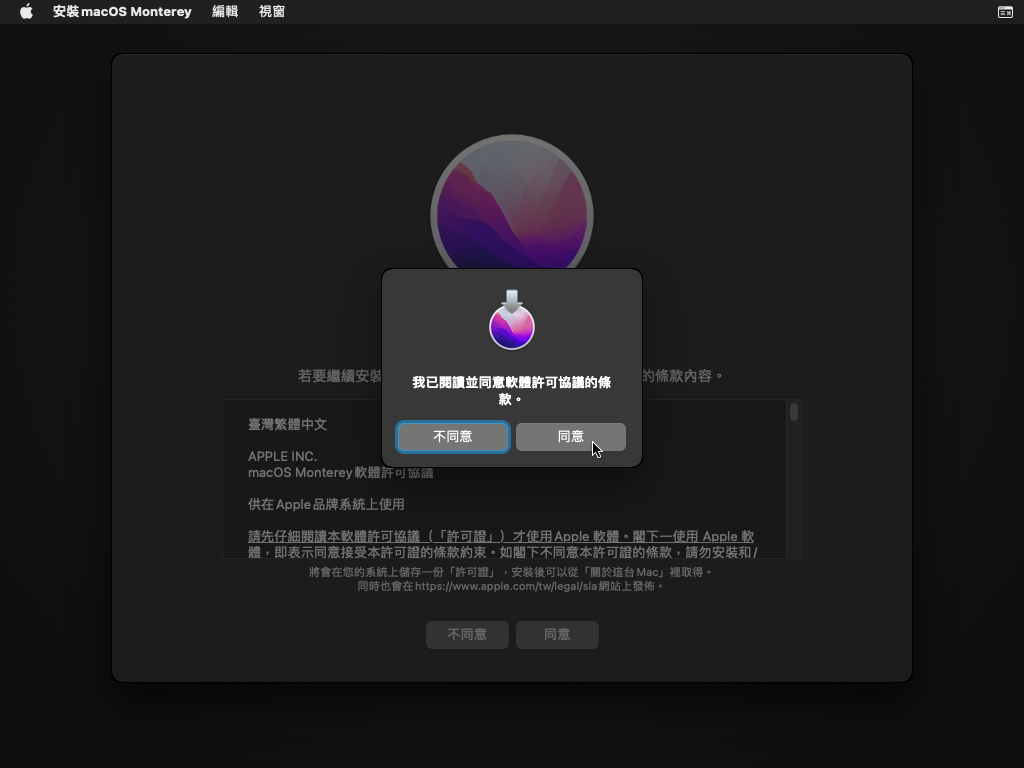 安裝 macOS Monterey 編輯 視窗
若要繼續安裝
的條款內容。
我已閱讀並同意軟體許可協議的條
款。
不同意 同意
臺灣繁體中文
APPLE INC.
macOS Monterey 軟體許可協議
供在 Apple 品牌系統上使用
請先仔細閱讀本軟體許可協議（「許可證」）才使用 Apple 軟體。閣下一使用 Apple 軟
體，即表示同意接受本許可證的條款約束。如閣下不同意本許可證的條款，請勿安裝和/
將會在您的系統上儲存一份「許可證」，安裝後可以從「關於這台 Mac」裡取得。
同時也會在 https://www.apple.com/tw/legal/sla 網站上發佈。
不同意 同意